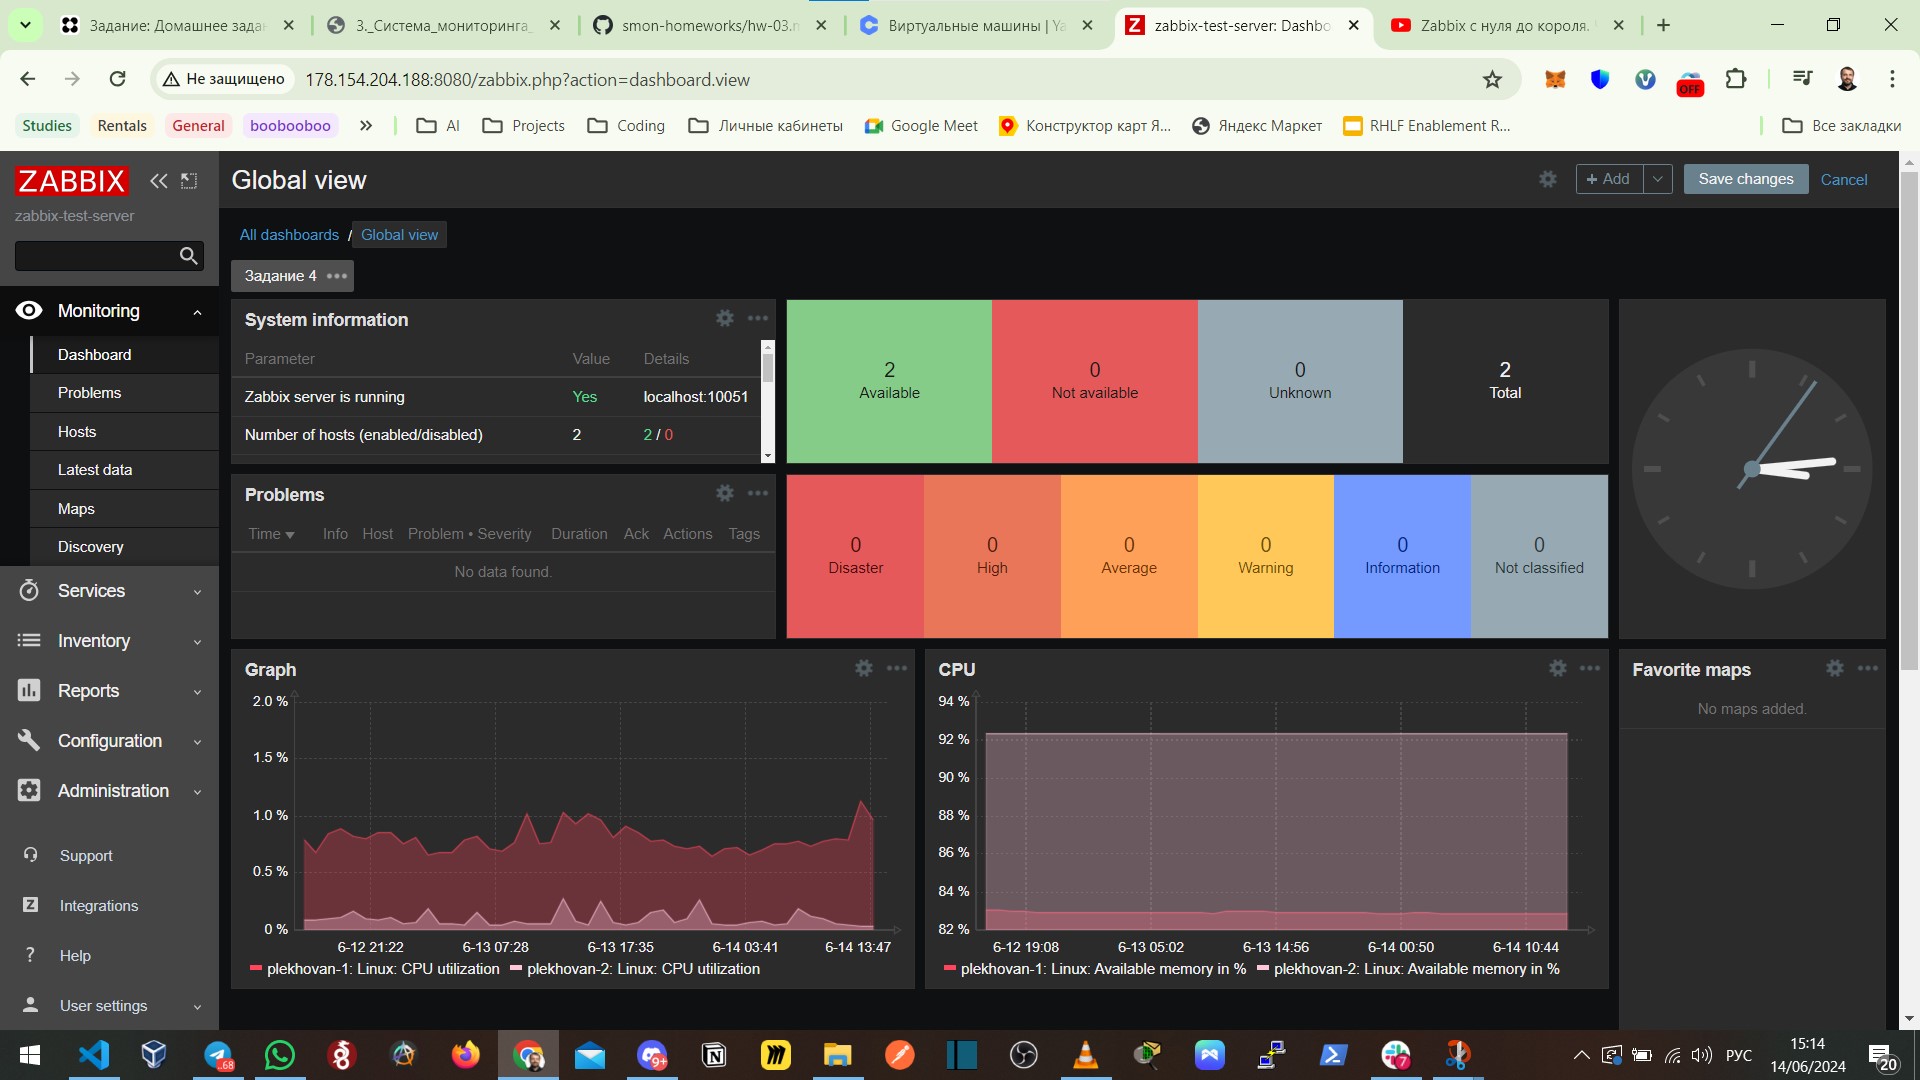 Задание: Домашнее зада
3._Система_мониторинга_
smon-homeworks/hw-03.m
Виртуальные машины | Ya
zabbix-test-server: Dashbo
Zabbix с нуля до короля.
Не защищено
178.154.204.188:8080/zabbix.php?action=dashboard.view
OFF
Studies
Rentals
General
boobooboo
AI
Projects
Coding
Личные кабинеты
Google Meet
Конструктор карт Я...
Яндекс Маркет
RHLF Enablement R...
Все закладки
ZABBIX
zabbix-test-server
Monitoring
Dashboard
Problems
Hosts
Latest data
Maps
Discovery
Services
Inventory
Reports
Configuration
Administration
Support
Integrations
Help
User settings
Global view
+ Add
Save changes
Cancel
All dashboards / Global view
Задание 4
System information
Parameter Value Details
Zabbix server is running Yes localhost:10051
Number of hosts (enabled/disabled) 2 2 / 0
2
Available
0
Not available
0
Unknown
2
Total
Problems
Time Info Host Problem • Severity Duration Ack Actions Tags
No data found.
0
Disaster
0
High
0
Average
0
Warning
0
Information
0
Not classified
Graph
2.0 %
1.5 %
1.0 %
0.5 %
0 %
6-12 21:22 6-13 07:28 6-13 17:35 6-14 03:41 6-14 13:47
plekhovan-1: Linux: CPU utilization plekhovan-2: Linux: CPU utilization
CPU
94 %
92 %
90 %
88 %
86 %
84 %
82 %
6-12 19:08 6-13 05:02 6-13 14:56 6-14 00:50 6-14 10:44
plekhovan-1: Linux: Available memory in % plekhovan-2: Linux: Available memory in %
Favorite maps
No maps added.
68
9+
7
РУС
15:14
14/06/2024
20